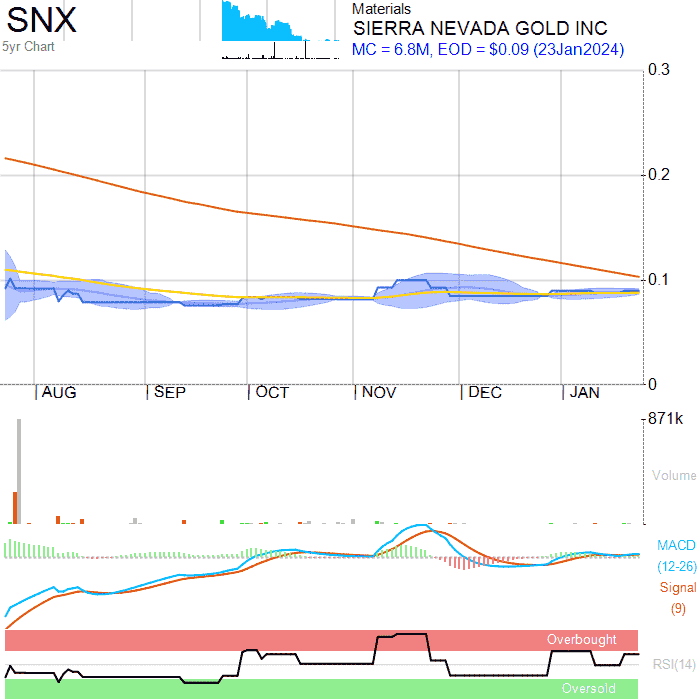 SNX
5yr Chart
Materials
SIERRA NEVADA GOLD INC
MC = 6.8M, EOD = $0.09 (23Jan2024)
0.3
0.2
0.1
0
AUG SEP OCT NOV DEC JAN
871k
Volume
MACD
(12-26)
Signal
(9)
Overbought
RSI(14)
Oversold